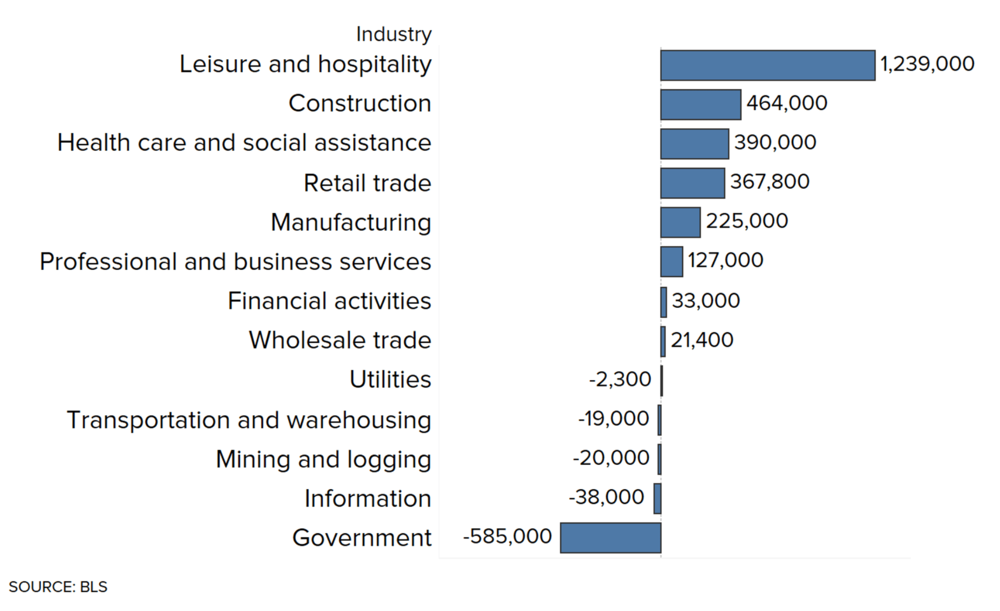 Industry
Leisure and hospitality 1,239,000
Construction 464,000
Health care and social assistance 390,000
Retail trade 367,800
Manufacturing 225,000
Professional and business services 127,000
Financial activities 33,000
Wholesale trade 21,400
Utilities -2,300
Transportation and warehousing -19,000
Mining and logging -20,000
Information -38,000
Government -585,000
SOURCE: BLS